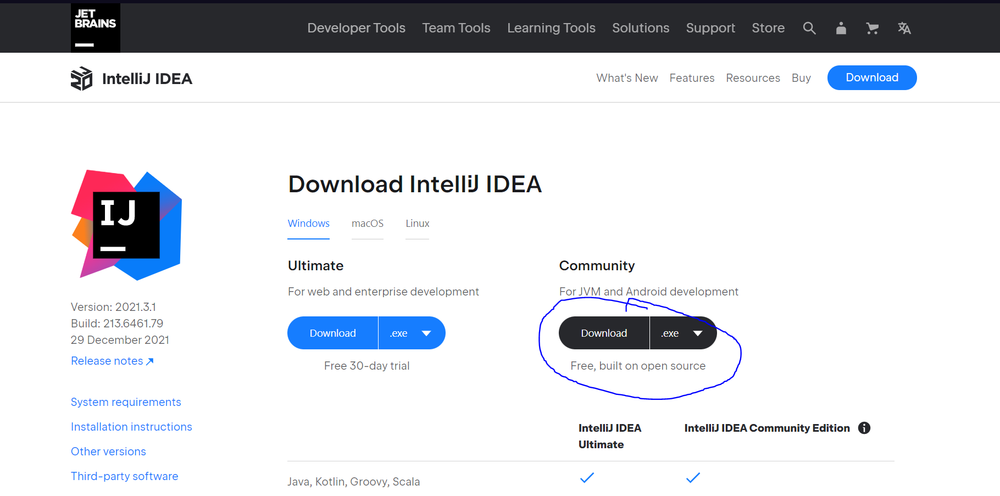 JET
BRAINS
Developer Tools Team Tools Learning Tools Solutions Support Store
IntelliJ IDEA
What's New Features Resources Buy Download
IJ
Download IntelliJ IDEA
Windows macOS Linux
Ultimate
For web and enterprise development
Download .exe
Free 30-day trial
Community
For JVM and Android development
Download .exe
Free, built on open source
Version: 2021.3.1
Build: 213.6461.79
29 December 2021
Release notes
System requirements
Installation instructions
Other versions
Third-party software
IntelliJ IDEA
Ultimate
IntelliJ IDEA Community Edition
Java, Kotlin, Groovy, Scala